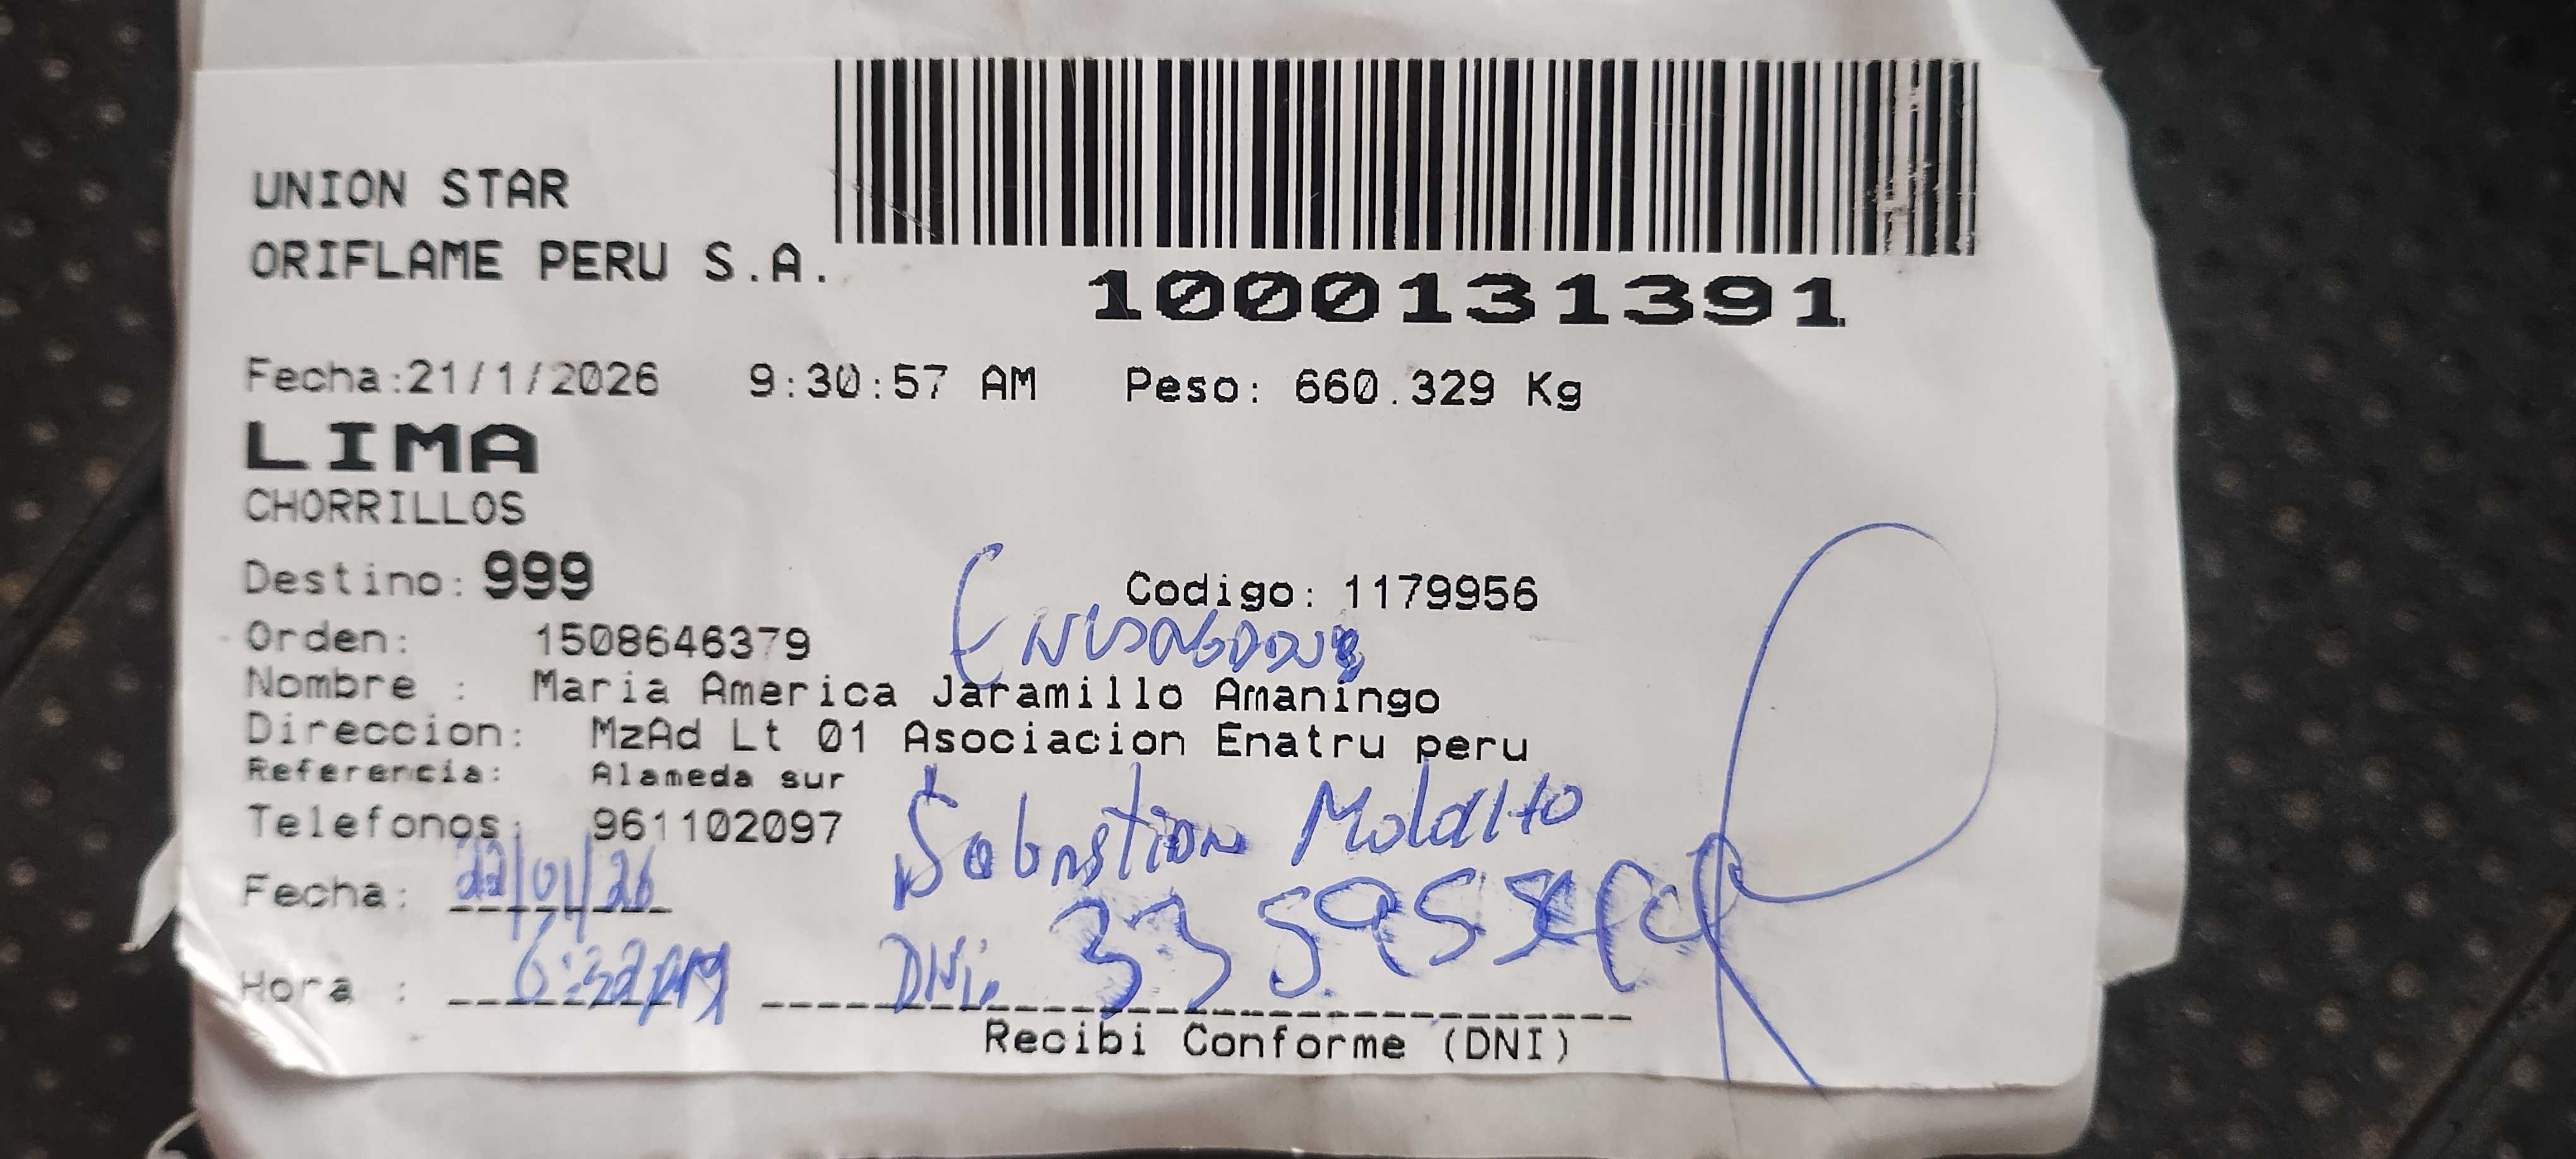 UNION STAR
ORIFLAME PERU S.A.
1000131391
Fecha:21/1/2026 9:30:57 AM Peso: 660.329 Kg
LIMA
CHORRILLOS
Destino: 999 Codigo: 1179956
Orden: 1508646379
Nombre : Maria America Jaramillo Amaningo
Direccion: MzAd Lt 01 Asociacion Enatru peru
Referencia: Alameda sur
Telefonos: 961102097
Sebastian
Fecha: 22/01/26
DNI:
Hora : 6:32pm
Recibi Conforme (DNI)